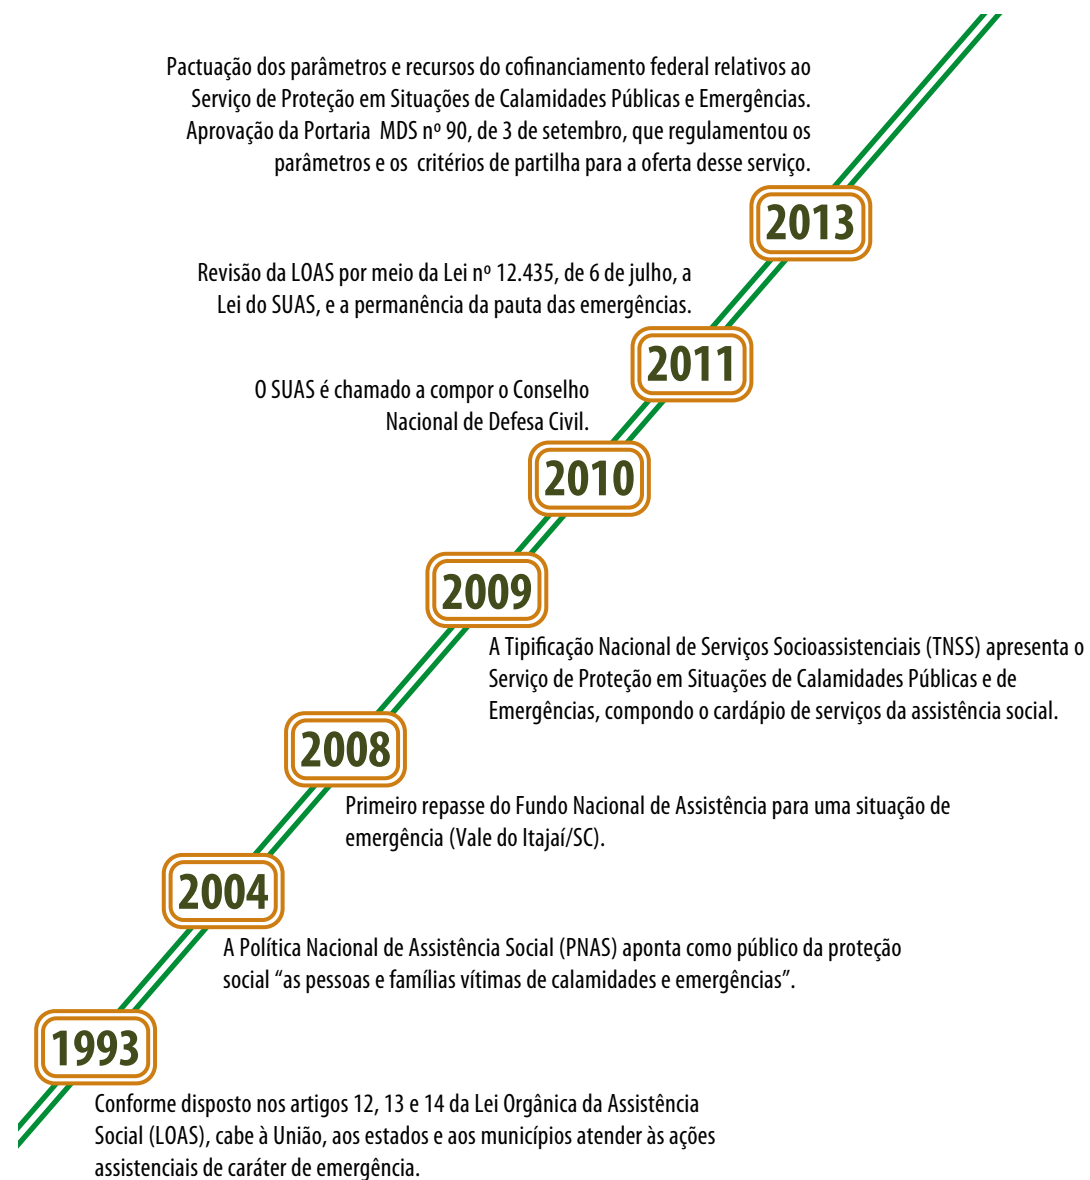 Pactuação dos parâmetros e recursos do cofinanciamento federal relativos ao
Serviço de Proteção em Situações de Calamidades Públicas e Emergências.
Aprovação da Portaria MDS nº 90, de 3 de setembro, que regulamentou os
parâmetros e os critérios de partilha para a oferta desse serviço.
2013
Revisão da LOAS por meio da Lei nº 12.435, de 6 de julho, a
Lei do SUAS, e a permanência da pauta das emergências.
2011
O SUAS é chamado a compor o Conselho
Nacional de Defesa Civil.
2010
2009
A Tipificação Nacional de Serviços Socioassistenciais (TNSS) apresenta o
Serviço de Proteção em Situações de Calamidades Públicas e de
Emergências, compondo o cardápio de serviços da assistência social.
2008
Primeiro repasse do Fundo Nacional de Assistência para uma situação de
emergência (Vale do Itajaí/SC).
2004
A Política Nacional de Assistência Social (PNAS) aponta como público da proteção
social “as pessoas e famílias vítimas de calamidades e emergências”.
1993
Conforme disposto nos artigos 12, 13 e 14 da Lei Orgânica da Assistência
Social (LOAS), cabe à União, aos estados e aos municípios atender às ações
assistenciais de caráter de emergência.